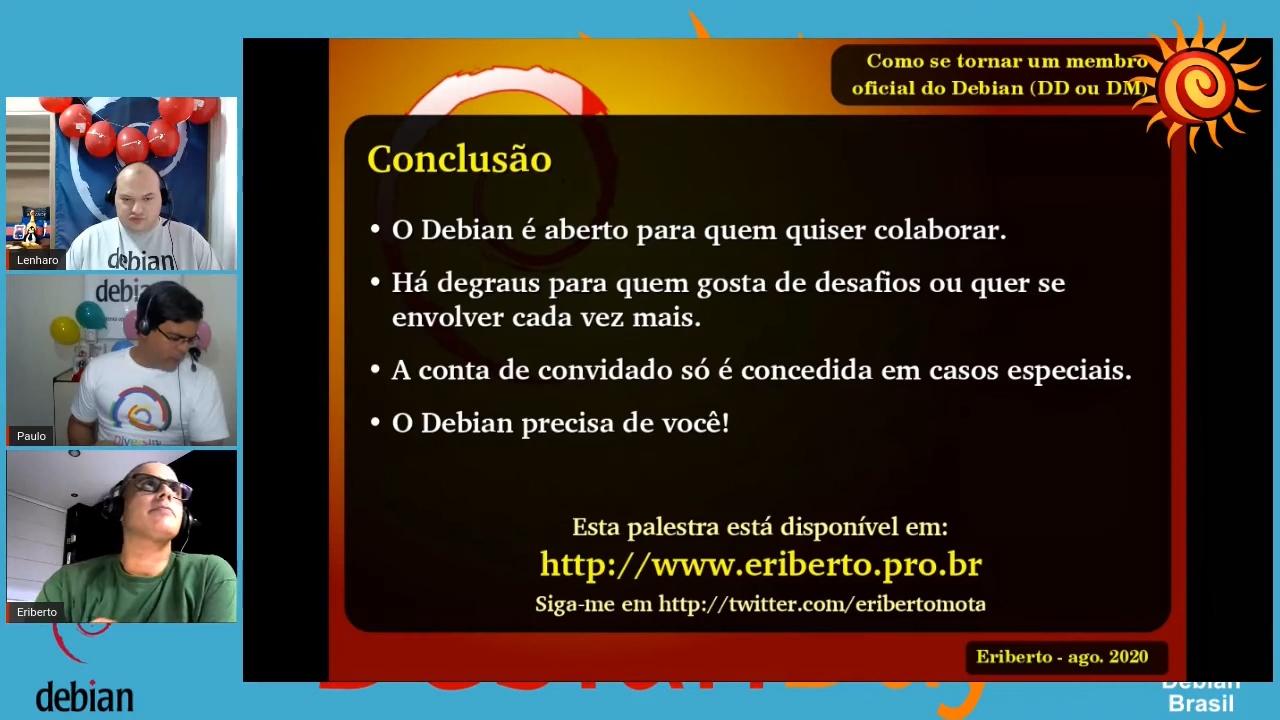 Como se tornar um membro
oficial do Debian (DD ou DM)
Conclusão
• O Debian é aberto para quem quiser colaborar.
• Há degraus para quem gosta de desafios ou quer se
envolver cada vez mais.
• A conta de convidado só é concedida em casos especiais.
• O Debian precisa de você!
Esta palestra está disponível em:
http://www.eriberto.pro.br
Siga-me em http://twitter.com/eribertomota
Eriberto - ago. 2020
debian
Lenharo
debian
Diversity
Paulo
Eriberto
debian
Debian
Brasil